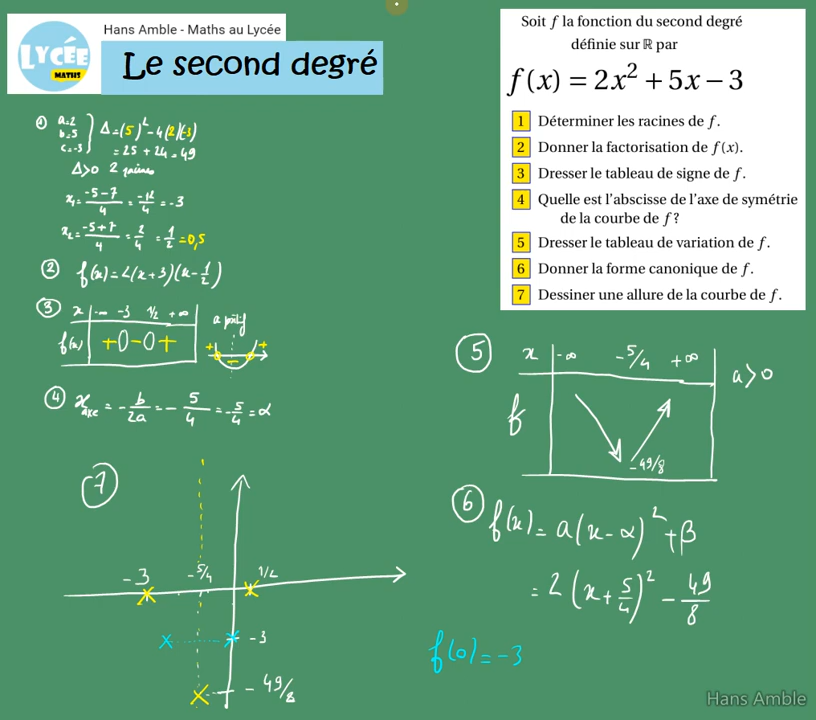 Hans Amble - Maths au Lycée
LYCÉE
MATHS
Le second degré
Soit f la fonction du second degré
définie sur ℝ par
f(x) = 2x² + 5x − 3
1 Déterminer les racines de f.
2 Donner la factorisation de f(x).
3 Dresser le tableau de signe de f.
4 Quelle est l'abscisse de l'axe de symétrie
de la courbe de f ?
5 Dresser le tableau de variation de f.
6 Donner la forme canonique de f.
7 Dessiner une allure de la courbe de f.
1 a=2
b=5
c=-3
Δ=(5)²-4(2)(-3)
= 25 + 24 = 49
Δ>0 2 racines
x₁ = (-5-7)/4 = -12/4 = -3
x₂ = (-5+7)/4 = 2/4 = 1/2 = 0,5
2 f(x) = 2(x+3)(x-1/2)
3 x -∞ -3 1/2 +∞
f(x) + 0 - 0 +
a positif
+ - +
4 x axe = -b/2a = -5/4 = -5/4 = α
5 x -∞ -5/4 +∞
a>0
f
-49/8
6 f(x) = a(x-α)² + β
= 2(x+5/4)² - 49/8
7
-3 -5/4 1/2
-3
-49/8
f(0) = -3
Hans Amble